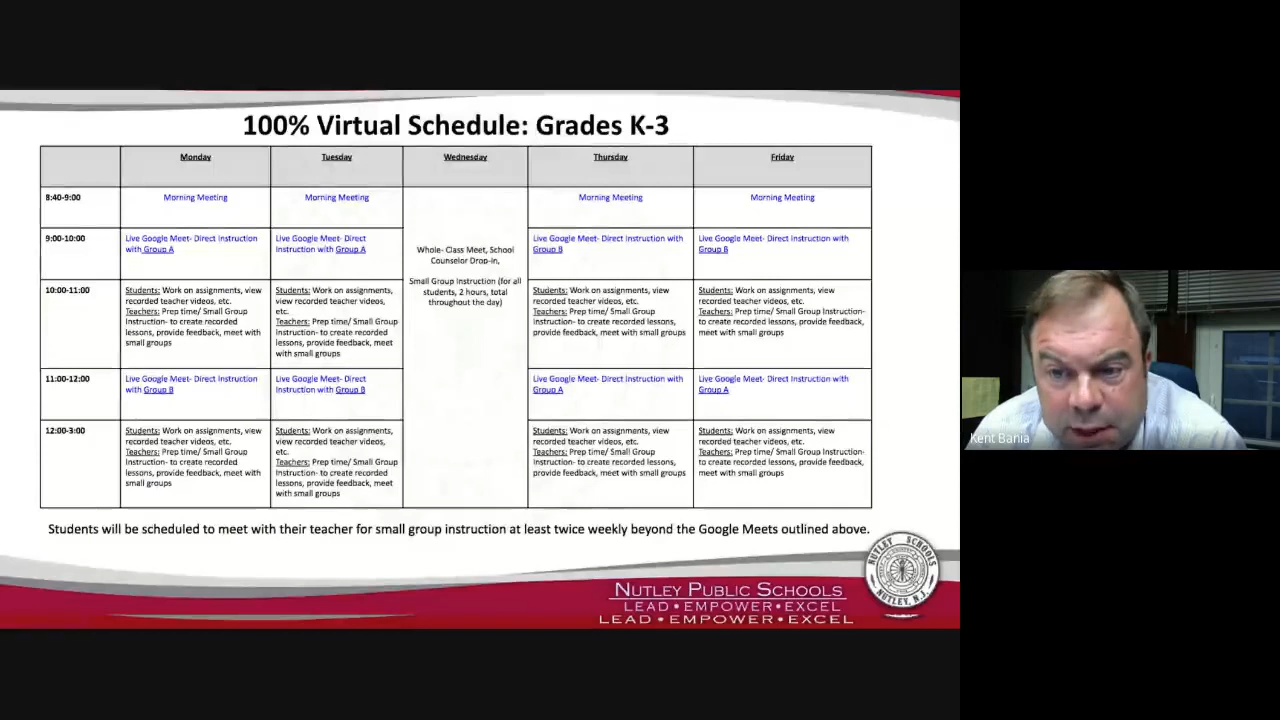 100% Virtual Schedule: Grades K-3
Monday
Tuesday
Wednesday
Thursday
Friday
8:40-9:00
Morning Meeting
Morning Meeting
Morning Meeting
Morning Meeting
Whole- Class Meet, School
Counselor Drop-In,
Small Group Instruction (for all
students, 2 hours, total
throughout the day)
9:00-10:00
Live Google Meet- Direct Instruction
with Group A
Live Google Meet- Direct
Instruction with Group A
Live Google Meet- Direct Instruction with
Group B
Live Google Meet- Direct Instruction with
Group B
10:00-11:00
Students: Work on assignments, view
recorded teacher videos, etc.
Teachers: Prep time/ Small Group
Instruction- to create recorded
lessons, provide feedback, meet with
small groups
Students: Work on assignments,
view recorded teacher videos,
etc.
Teachers: Prep time/ Small Group
Instruction- to create recorded
lessons, provide feedback, meet
with small groups
Students: Work on assignments, view
recorded teacher videos, etc.
Teachers: Prep time/ Small Group
Instruction- to create recorded lessons,
provide feedback, meet with small groups
Students: Work on assignments, view
recorded teacher videos, etc.
Teachers: Prep time/ Small Group Instruction-
to create recorded lessons, provide feedback,
meet with small groups
11:00-12:00
Live Google Meet- Direct Instruction
with Group B
Live Google Meet- Direct
Instruction with Group B
Live Google Meet- Direct Instruction with
Group A
Live Google Meet- Direct Instruction with
Group A
12:00-3:00
Students: Work on assignments, view
recorded teacher videos, etc.
Teachers: Prep time/ Small Group
Instruction- to create recorded
lessons, provide feedback, meet with
small groups
Students: Work on assignments,
view recorded teacher videos,
etc.
Teachers: Prep time/ Small Group
Instruction- to create recorded
lessons, provide feedback, meet
with small groups
Students: Work on assignments, view
recorded teacher videos, etc.
Teachers: Prep time/ Small Group
Instruction- to create recorded lessons,
provide feedback, meet with small groups
Students: Work on assignments, view
recorded teacher videos, etc.
Teachers: Prep time/ Small Group Instruction-
to create recorded lessons, provide feedback,
meet with small groups
Students will be scheduled to meet with their teacher for small group instruction at least twice weekly beyond the Google Meets outlined above.
NUTLEY PUBLIC SCHOOLS
LEAD • EMPOWER • EXCEL
LEAD • EMPOWER • EXCEL
NUTLEY SCHOOLS
NUTLEY, N.J.
Kent Bania